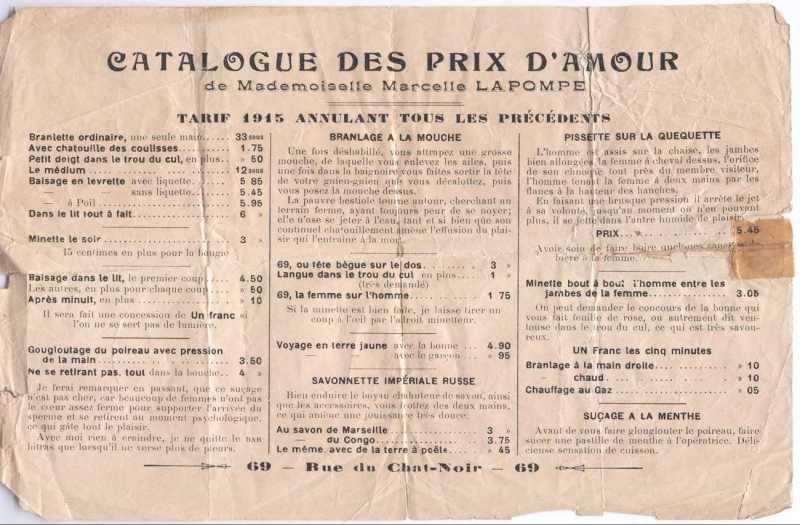 CATALOGUE DES PRIX D'AMOUR
de Mademoiselle Marcelle LAPOMPE
TARIF 1915 ANNULANT TOUS LES PRÉCÉDENTS
Branlette ordinaire, une seule main..... 33 sous
Avec chatouille des coulisses........ 1.75
Petit doigt dans le trou du cul, en plus.. » 50
Le médium................... 12 sous
Baisage en levrette avec liquette..... 5 85
— — sans liquette..... 5.45
— à Poil............. 5.95
Dans le lit tout à fait.......... 6 »
Minette le soir................ 3 »
15 centimes en plus pour la bougie
Baisage dans le lit, le premier coup.... 4.50
Les autres, en plus pour chaque coup.. » 50
Après minuit, en plus............ » 10
Il sera fait une concession de Un franc si
l'on ne se sert pas de lumière.
Gougloutage du poireau avec pression
de la main.................. 3.50
Ne se retirant pas, tout dans la bouche.. 4 »
Je ferai remarquer en passant, que ce suçage
n'est pas cher, car beaucoup de femmes n'ont pas
le cœur assez ferme pour supporter l'arrivée du
sperme et se retirent au moment psychologique,
ce qui gâte tout le plaisir.
Avec moi rien à craindre, je ne quitte le BAR
bitras que lorsqu'il ne verse plus de pleurs.
BRANLAGE A LA MOUCHE
Une fois déshabillé, vous attrapez une grosse
mouche, de laquelle vous enlevez les ailes, puis
une fois dans la baignoire vous faites sortir la tête
de votre guieu-guieu que vous décalottez, puis
vous posez la mouche dessus.
La pauvre bestiole tourne autour, cherchant un
terrain ferme, ayant toujours peur de se noyer;
elle n'ose se jeter à l'eau, tant et si bien que son
continuel chatouillement amène l'effusion du plai-
sir qui l'entraine à la mort.
69, ou tête bègue sur le dos........ 3 »
Langue dans le trou du cul en plus.... 1 »
(très demandé)
69, la femme sur l'homme........ 1 75
Si la minette est bien faite, je laisse tirer un
coup à l'œil par l'adroit minetteur.
Voyage en terre jaune avec la bonne ... 4.90
— — avec le garçon... » 95
SAVONNETTE IMPÉRIALE RUSSE
Bien enduire le boyau chahuteur de savon, ainsi
que les accessoires, vous frottez des deux mains,
ce qui amène une jouissance très douce.
Au savon de Marseille........... 3 »
— du Congo............ 3.75
Le même, avec de la terre à poêle.... » 45
PISSETTE SUR LA QUEQUETTE
L'homme est assis sur la chaise, les jambes
bien allongées, la femme à cheval dessus, l'orifice
de son chnoque tout près du membre visiteur,
l'homme tenant la femme à deux mains par les
flancs à la hauteur des hanches.
En faisant une brusque pression il arrête le jet
à sa volonté, jusqu'au moment où n'en pouvant
plus, il se jette dans l'antre humide de plaisir.
PRIX.......... 5.45
Avoir soin de faire boire quelques
bière à la femme.
Minette bout à bout, l'homme entre les
jambes de la femme............ 3.05
On peut demander le concours de la bonne qui
vous fait feuille de rose, ou autrement dit ven-
touse dans le trou du cul, ce qui est très savou-
reux.
UN Franc les cinq minutes
Branlage à la main droite......... » 10
— chaud............ » 10
Chauffage au Gaz.............. » 05
SUÇAGE A LA MENTHE
Avant de vous faire glouglouter le poireau, faire
sucer une pastille de menthe à l'opératrice. Déli-
cieuse sensation de cuisson.
69 — Rue du Chat-Noir — 69